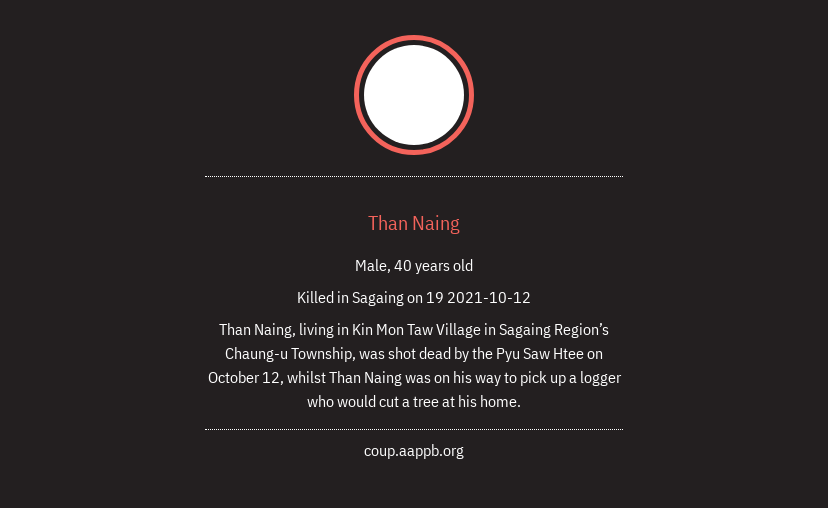 Than Naing
Male, 40 years old
Killed in Sagaing on 19 2021-10-12
Than Naing, living in Kin Mon Taw Village in Sagaing Region’s
Chaung-u Township, was shot dead by the Pyu Saw Htee on
October 12, whilst Than Naing was on his way to pick up a logger
who would cut a tree at his home.
coup.aappb.org